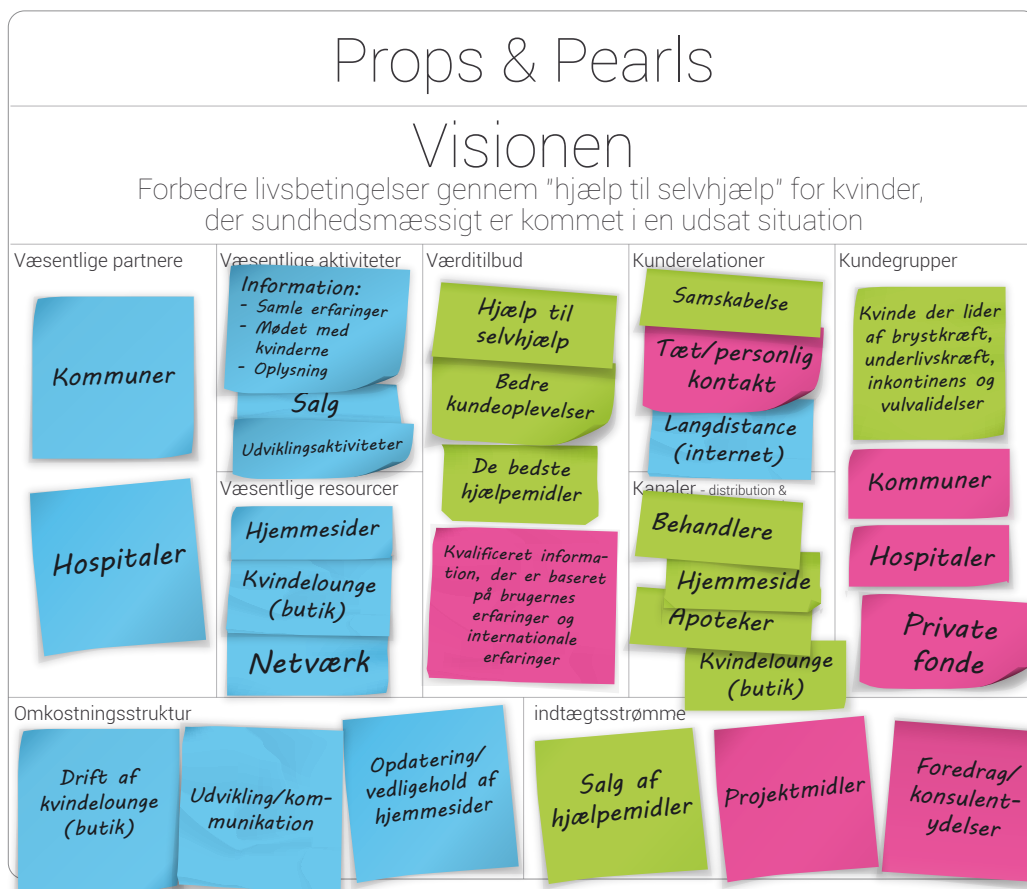 Props & Pearls
Visionen
Forbedre livsbetingelser gennem "hjælp til selvhjælp" for kvinder,
der sundhedsmæssigt er kommet i en udsat situation
Væsentlige partnere
Kommuner
Hospitaler
Væsentlige aktiviteter
Information:
- Samle erfaringer
- Mødet med
kvinderne
- Oplysning
Salg
Udviklingsaktiviteter
Væsentlige resourcer
Hjemmesider
Kvindelounge
(butik)
Netværk
Værditilbud
Hjælp til
selvhjælp
Bedre
kundeoplevelser
De bedste
hjælpemidler
Kvalificeret informa-
tion, der er baseret
på brugernes
erfaringer og
internationale
erfaringer
Kunderelationer
Samskabelse
Tæt/personlig
kontakt
Langdistance
(internet)
Kanaler - distribution &
Behandlere
Hjemmeside
Apoteker
Kvindelounge
(butik)
Kundegrupper
Kvinde der lider
af brystkræft,
underlivskræft,
inkontinens og
vulvalidelser
Kommuner
Hospitaler
Private
fonde
Omkostningsstruktur
Drift af
kvindelounge
(butik)
Udvikling/kom-
munikation
Opdatering/
vedligehold af
hjemmesider
indtægtsstrømme
Salg af
hjælpemidler
Projektmidler
Foredrag/
konsulent-
ydelser